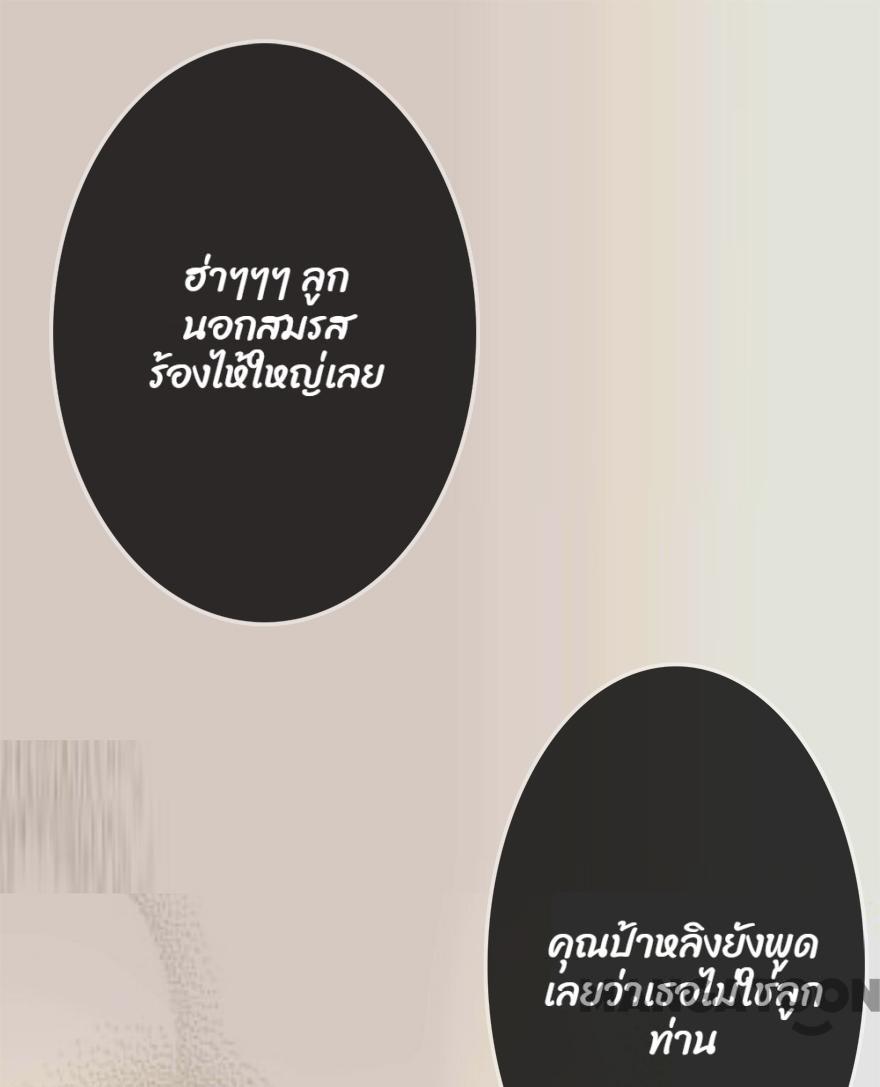 ฮ่าๆๆๆ ลูก
นอกสมรส
ร้องไห้ใหญ่เลย
คุณป้าหลิงยังพูด
เลยว่าเธอไม่ใช่ลูก
ท่าน
MANGATOON